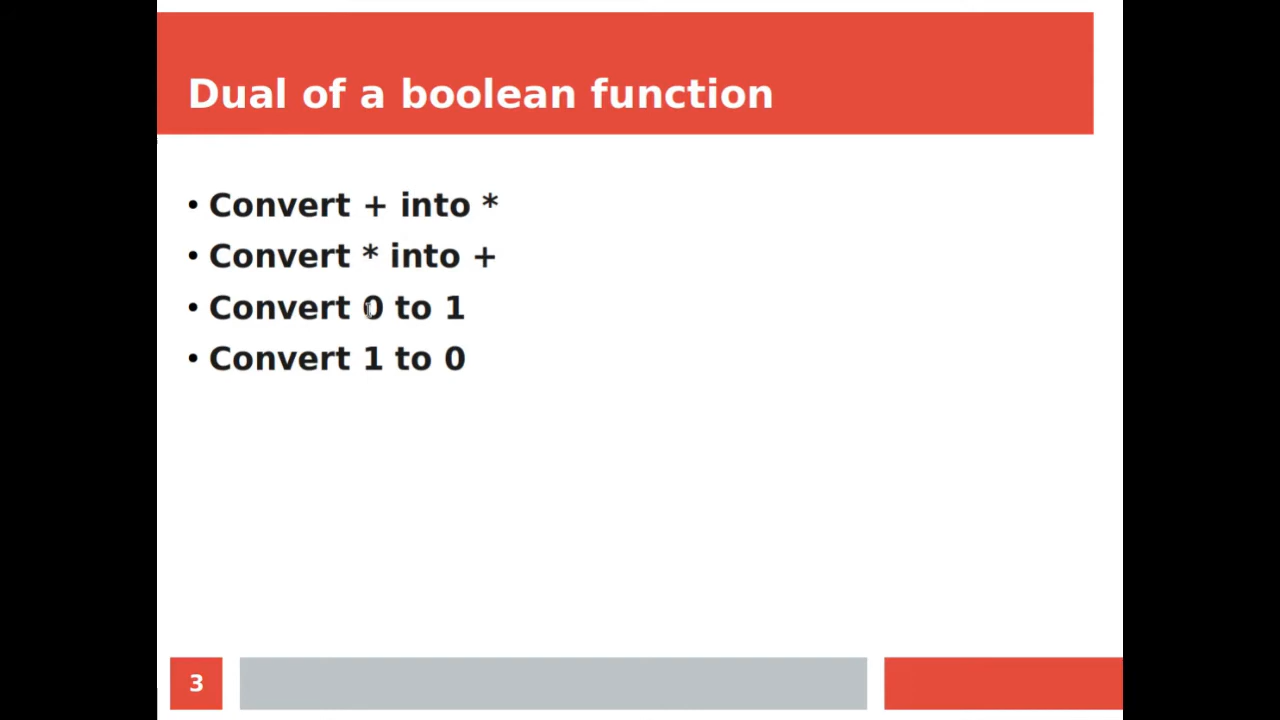 Dual of a boolean function
• Convert + into *
• Convert * into +
• Convert 0 to 1
• Convert 1 to 0
3